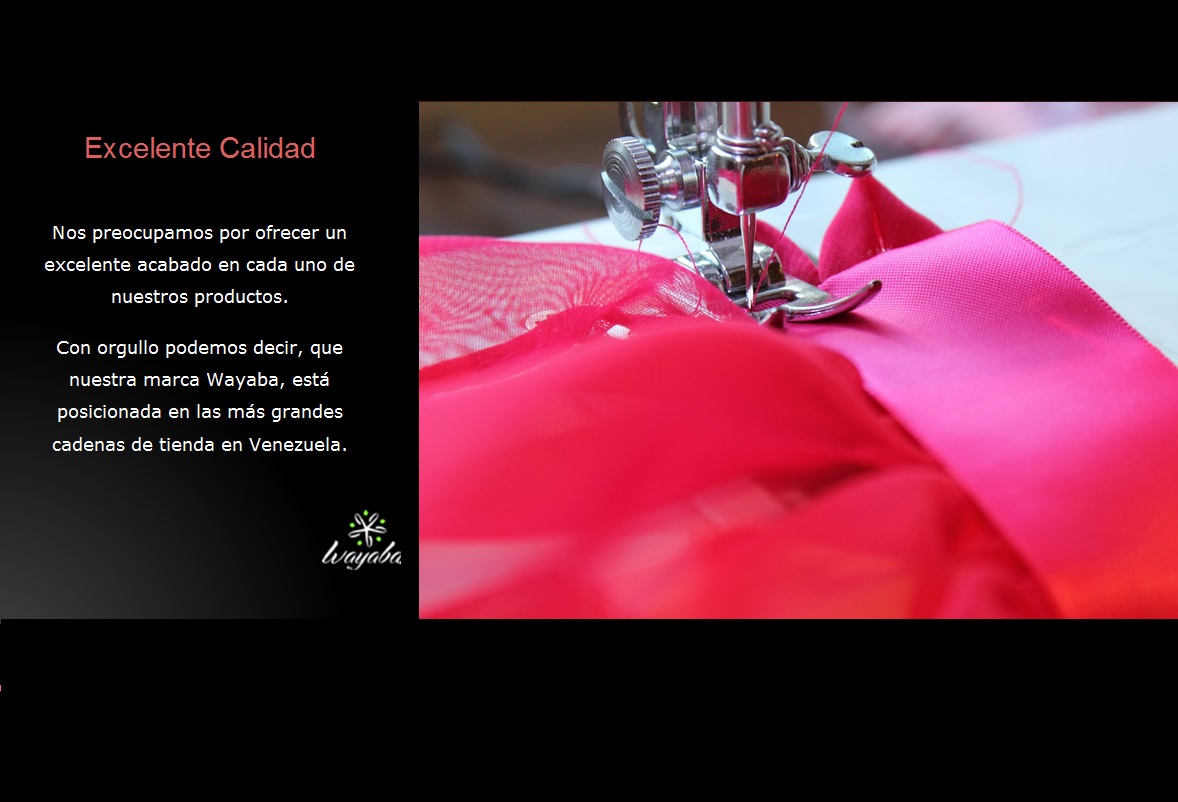 Excelente Calidad
Nos preocupamos por ofrecer un
excelente acabado en cada uno de
nuestros productos.
Con orgullo podemos decir, que
nuestra marca Wayaba, está
posicionada en las más grandes
cadenas de tienda en Venezuela.
Wayaba